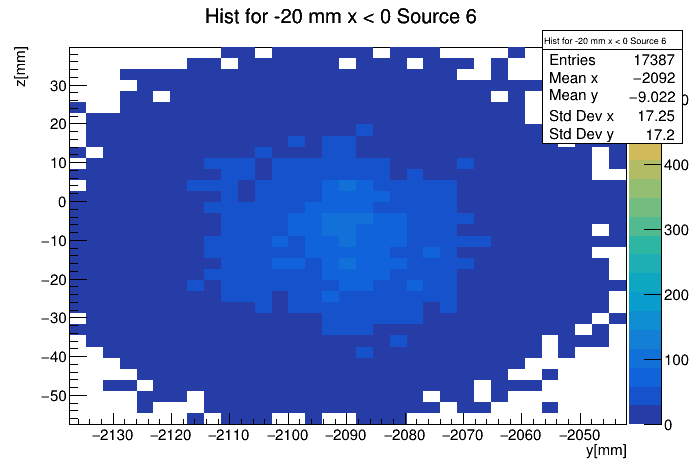 Hist for -20 mm x < 0 Source 6
Hist for -20 mm x < 0 Source 6
Entries 17387
Mean x −2092
Mean y −9.022
Std Dev x 17.25
Std Dev y 17.2
z[mm]
30
20
10
0
−10
−20
−30
−40
−50
−2130 −2120 −2110 −2100 −2090 −2080 −2070 −2060 −2050
y[mm]
400
300
200
100
0